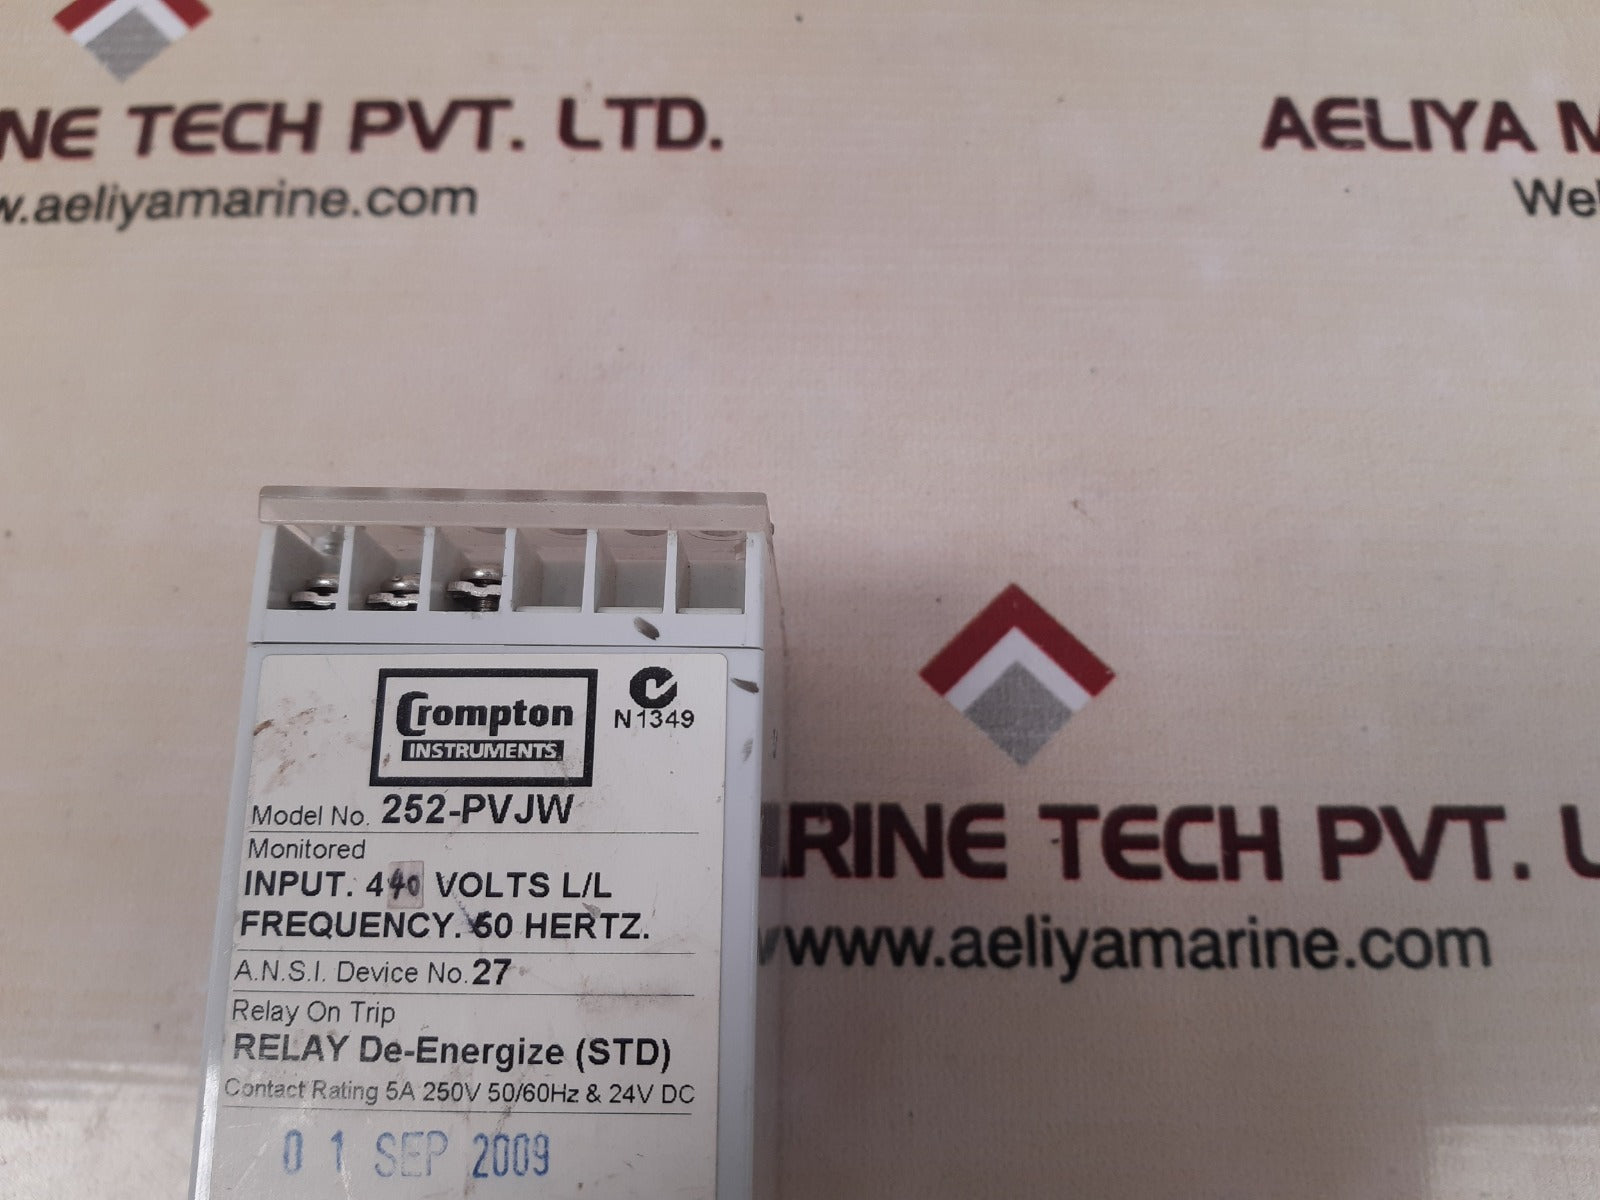 NE TECH PVT. LTD.
w.aeliyamarine.com
AELIYA M
We
Crompton
INSTRUMENTS
N1349
Model No. 252-PVJW
Monitored
INPUT. 440 VOLTS L/L
FREQUENCY. 60 HERTZ.
A.N.S.I. Device No. 27
Relay On Trip
RELAY De-Energize (STD)
Contact Rating 5A 250V 50/60Hz & 24V DC
01 SEP 2009
RINE TECH PVT. L
www.aeliyamarine.com